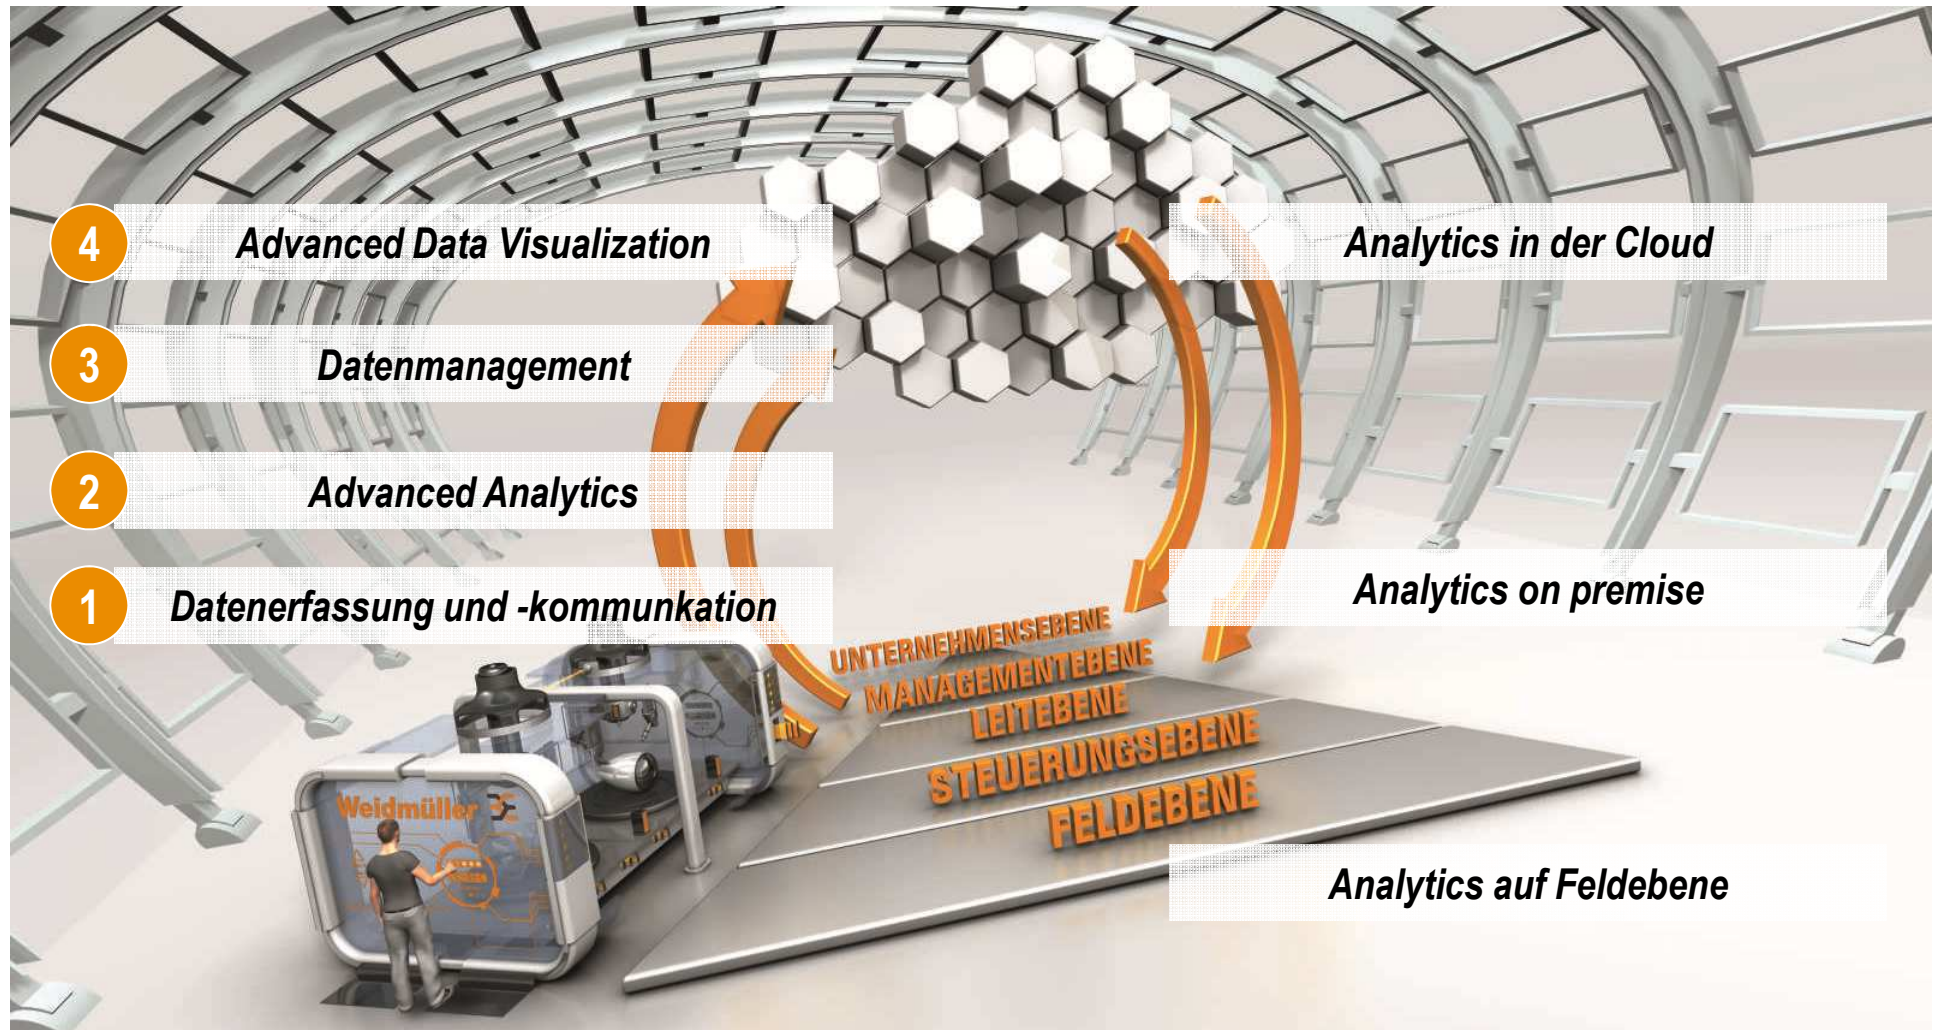 4
Advanced Data Visualization
3
Datenmanagement
2
Advanced Analytics
1
Datenerfassung und -kommunkation
Analytics in der Cloud
Analytics on premise
Analytics auf Feldebene
UNTERNEHMENSEBENE
MANAGEMENTEBENE
LEITEBENE
STEUERUNGSEBENE
FELDEBENE
Weidmüller